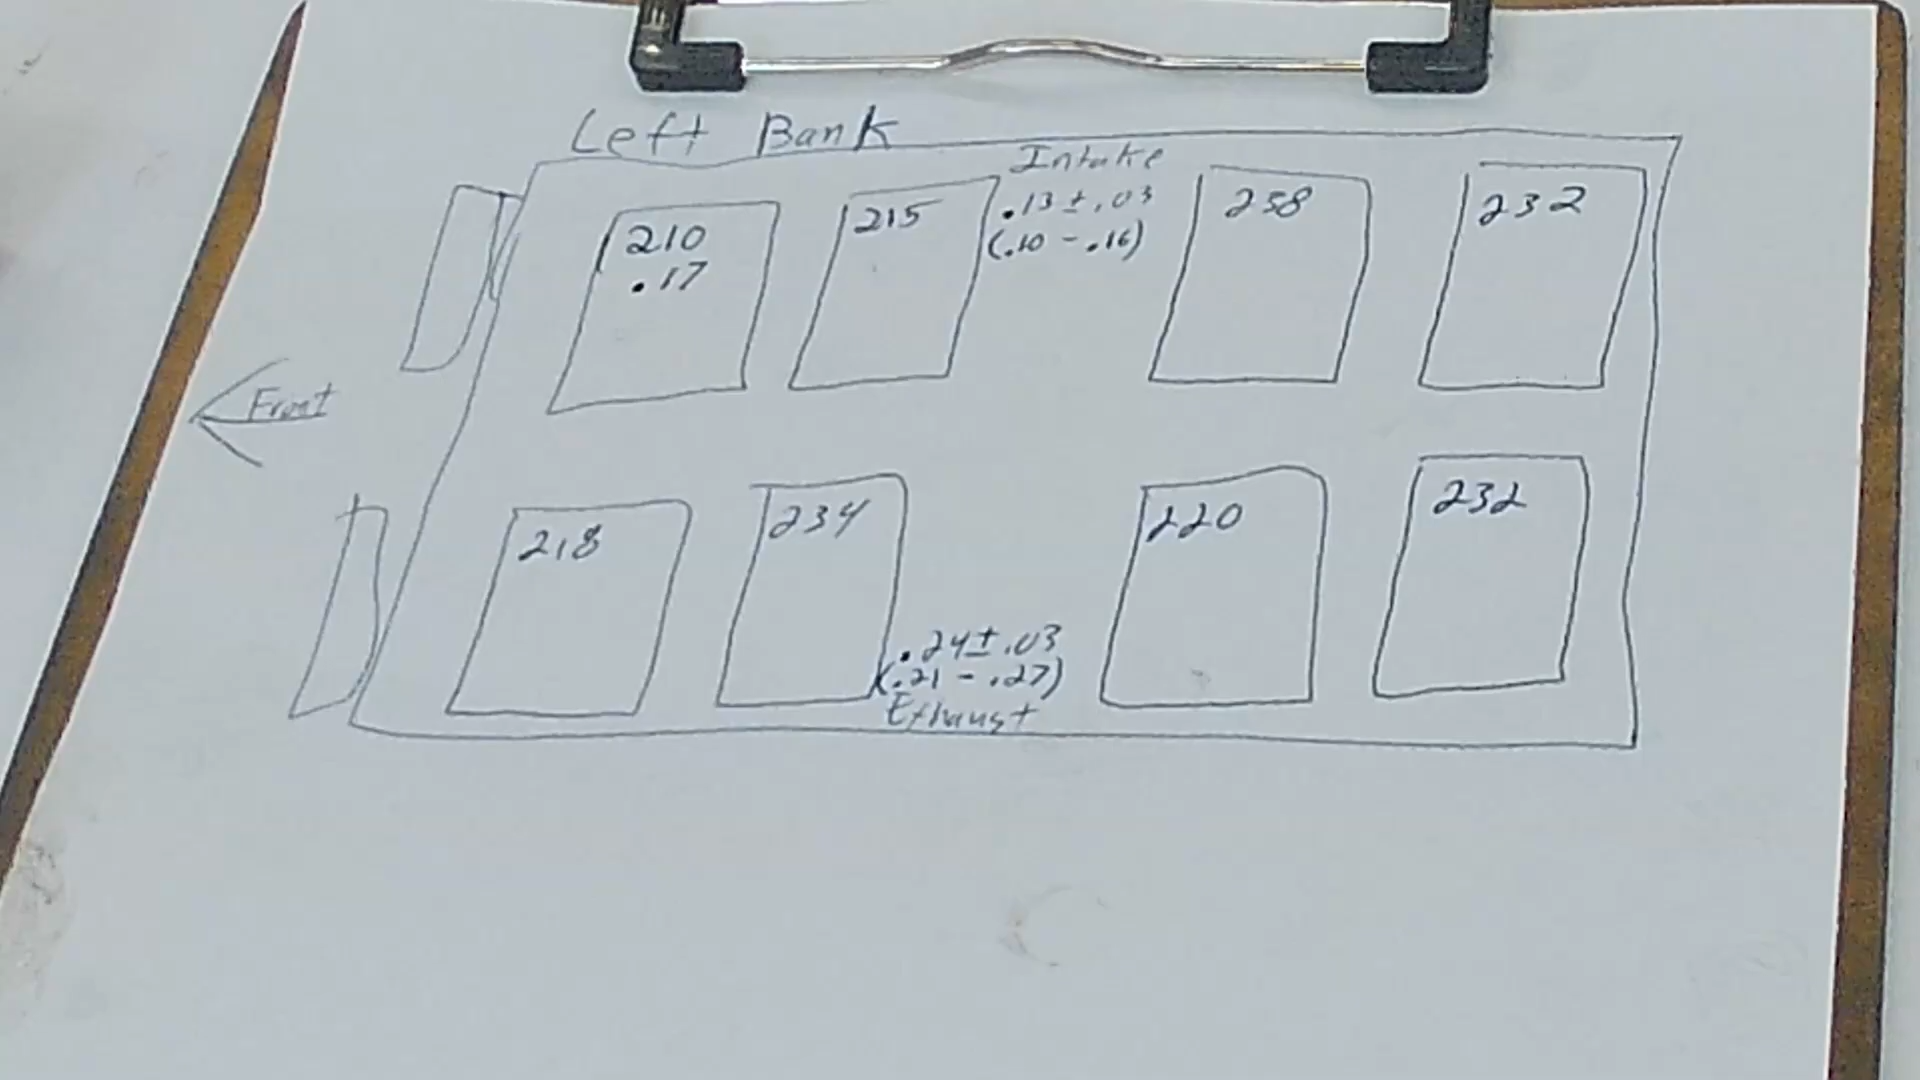 Left Bank
Intake
.13 ± .03
(.10 - .16)
210
.17
215
238
232
Front
218
234
220
232
.24 ± .03
(.21 - .27)
Exhaust